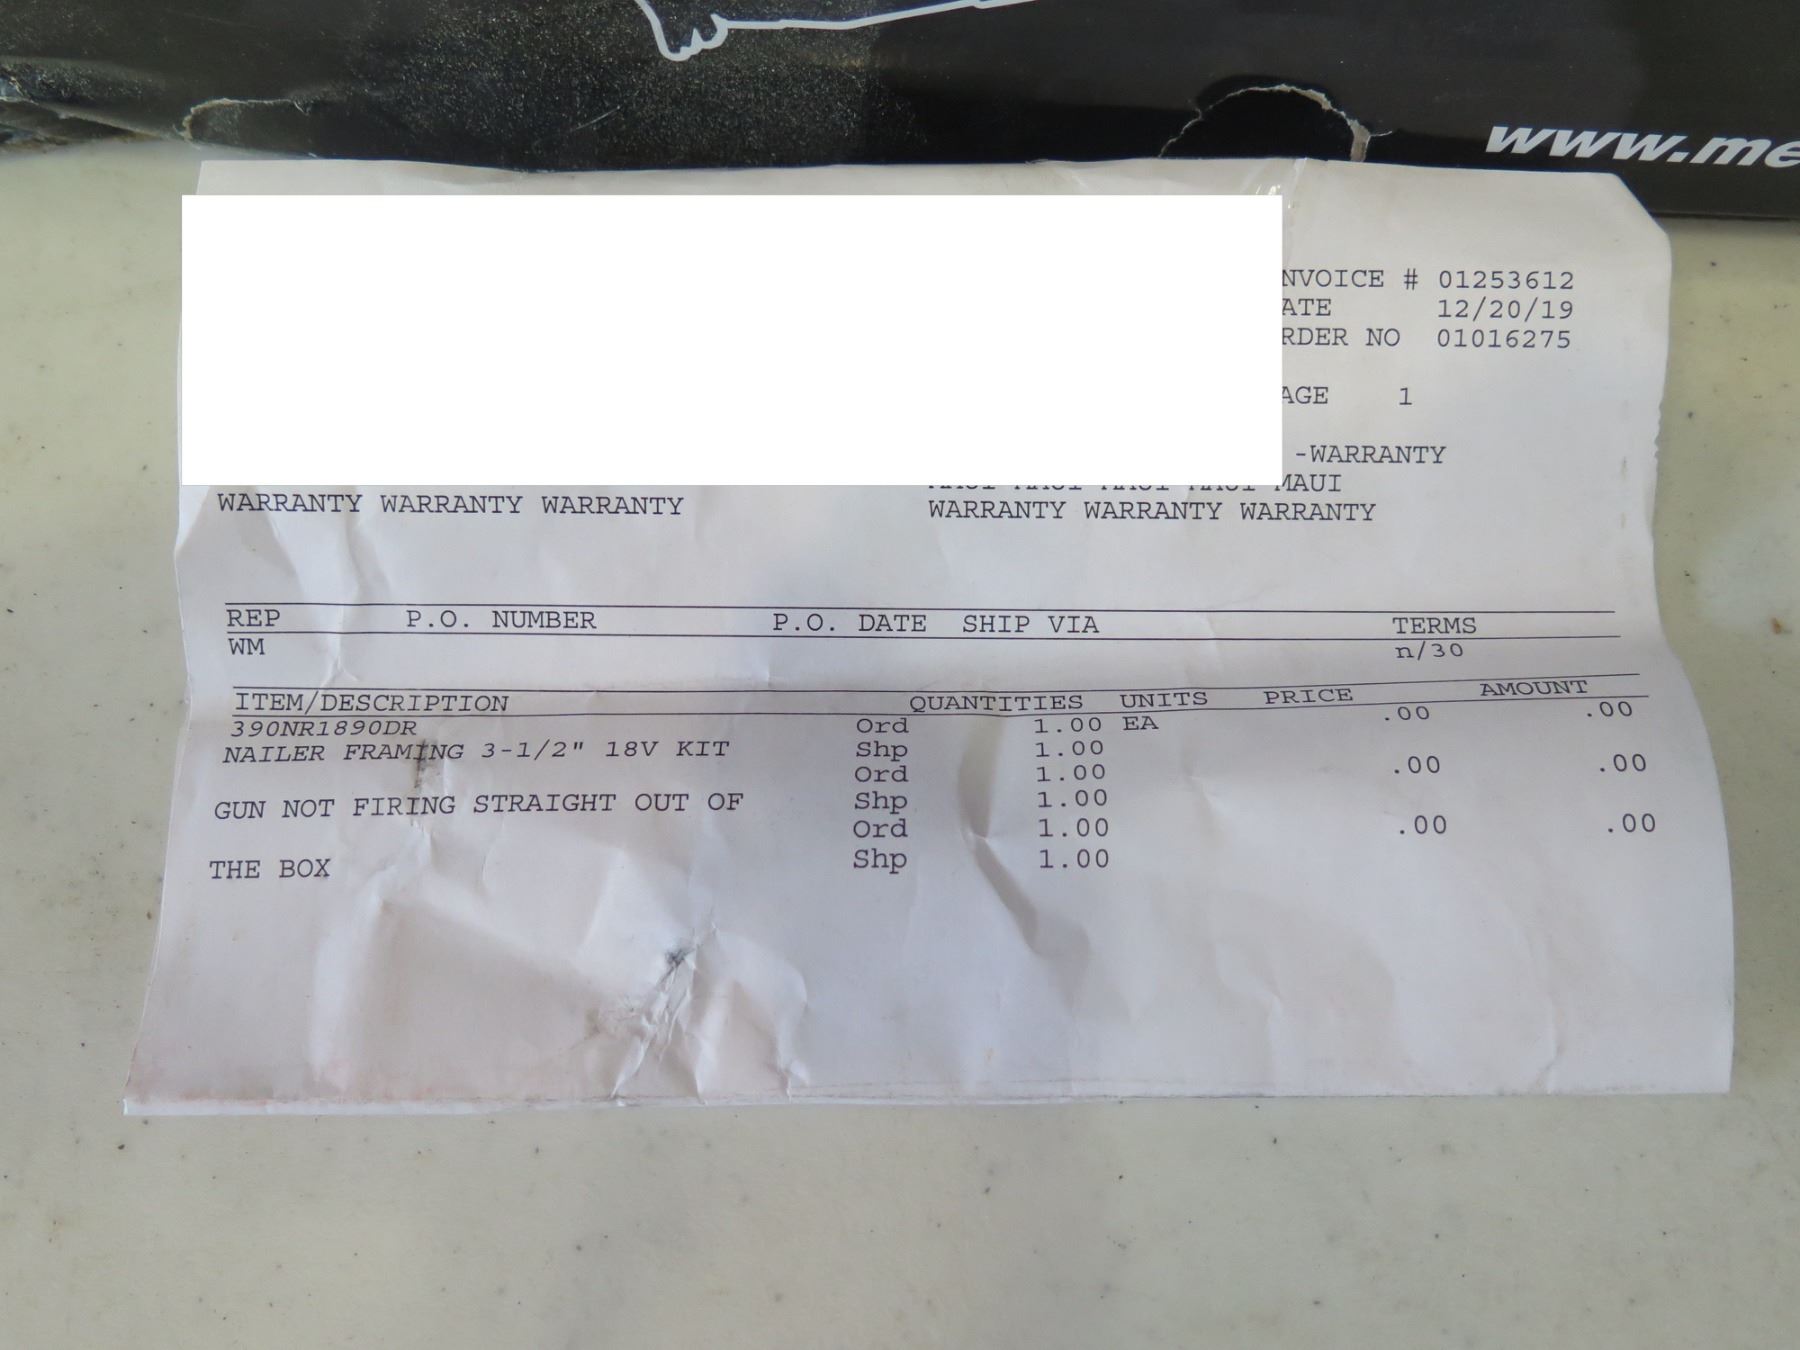 www.me
NVOICE # 01253612
ATE 12/20/19
RDER NO 01016275
AGE 1
-WARRANTY
MAUI MAUI MAUI MAUI MAUI
WARRANTY WARRANTY WARRANTY WARRANTY WARRANTY WARRANTY
REP P.O. NUMBER P.O. DATE SHIP VIA TERMS
WM n/30
ITEM/DESCRIPTION QUANTITIES UNITS PRICE AMOUNT
390NR1890DR Ord 1.00 EA .00 .00
NAILER FRAMING 3-1/2" 18V KIT Shp 1.00
Ord 1.00 .00 .00
GUN NOT FIRING STRAIGHT OUT OF Shp 1.00
Ord 1.00 .00 .00
THE BOX Shp 1.00